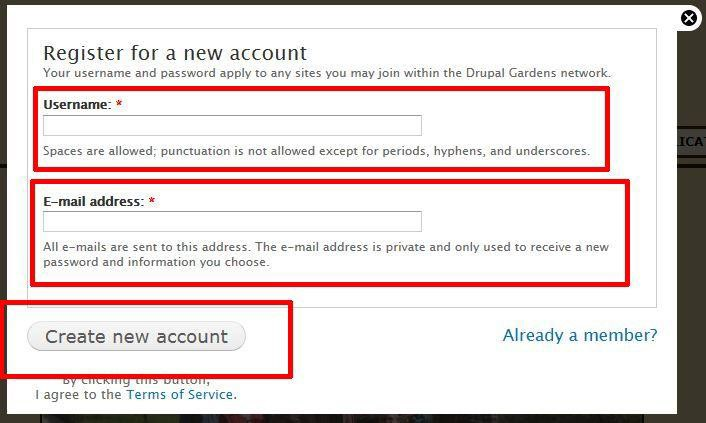 Register for a new account
Your username and password apply to any sites you may join within the Drupal Gardens network.
Username: *
Spaces are allowed; punctuation is not allowed except for periods, hyphens, and underscores.
E-mail address: *
All e-mails are sent to this address. The e-mail address is private and only used to receive a new
password and information you choose.
Create new account
Already a member?
By clicking this button,
I agree to the Terms of Service.